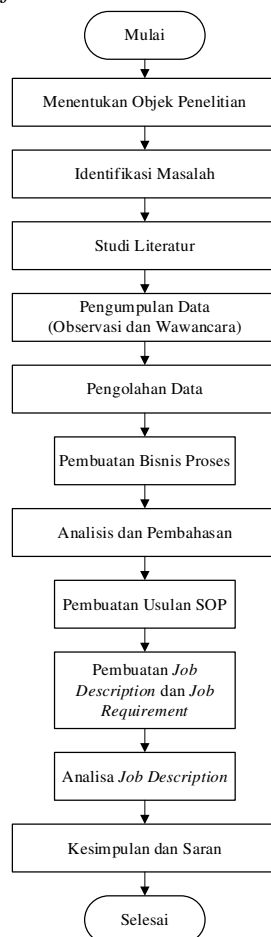 Mulai
Menentukan Objek Penelitian
Identifikasi Masalah
Studi Literatur
Pengumpulan Data
(Observasi dan Wawancara)
Pengolahan Data
Pembuatan Bisnis Proses
Analisis dan Pembahasan
Pembuatan Usulan SOP
Pembuatan Job
Description dan Job
Requirement
Analisa Job Description
Kesimpulan dan Saran
Selesai